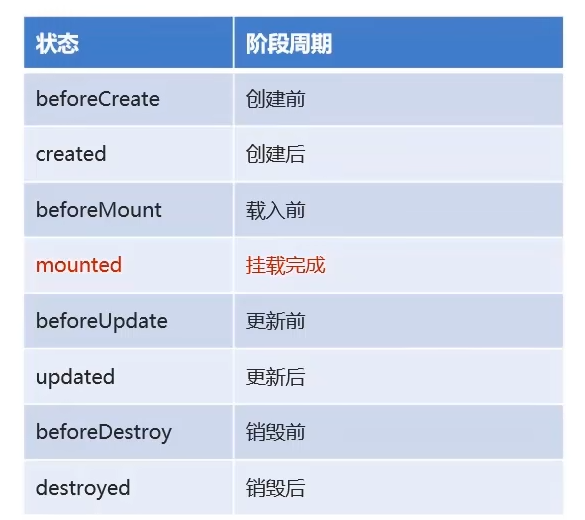 状态 阶段周期
beforeCreate 创建前
created 创建后
beforeMount 载入前
mounted 挂载完成
beforeUpdate 更新前
updated 更新后
beforeDestroy 销毁前
destroyed 销毁后